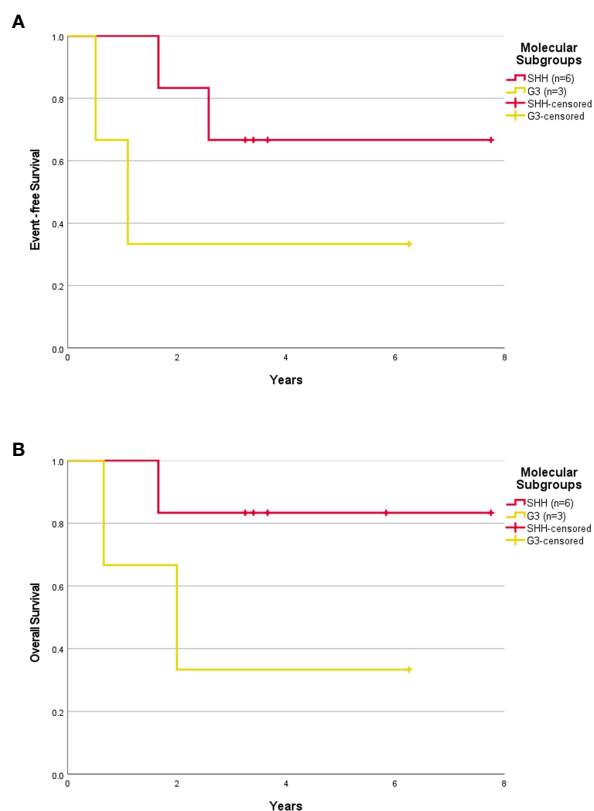 A
Molecular
Subgroups
SHH (n=6)
G3 (n=3)
SHH-censored
G3-censored
Event-free Survival
1.0
0.8
0.6
0.4
0.2
0.0
0
2
4
6
8
Years
B
Molecular
Subgroups
SHH (n=6)
G3 (n=3)
SHH-censored
G3-censored
Overall Survival
1.0
0.8
0.6
0.4
0.2
0.0
0
2
4
6
8
Years